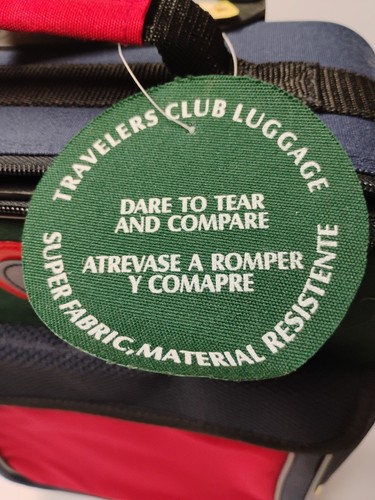 TRAVELERS CLUB LUGGAGE
DARE TO TEAR
AND COMPARE
ATREVASE A ROMPER
Y COMAPRE
SUPER FABRIC, MATERIAL RESISTENTE